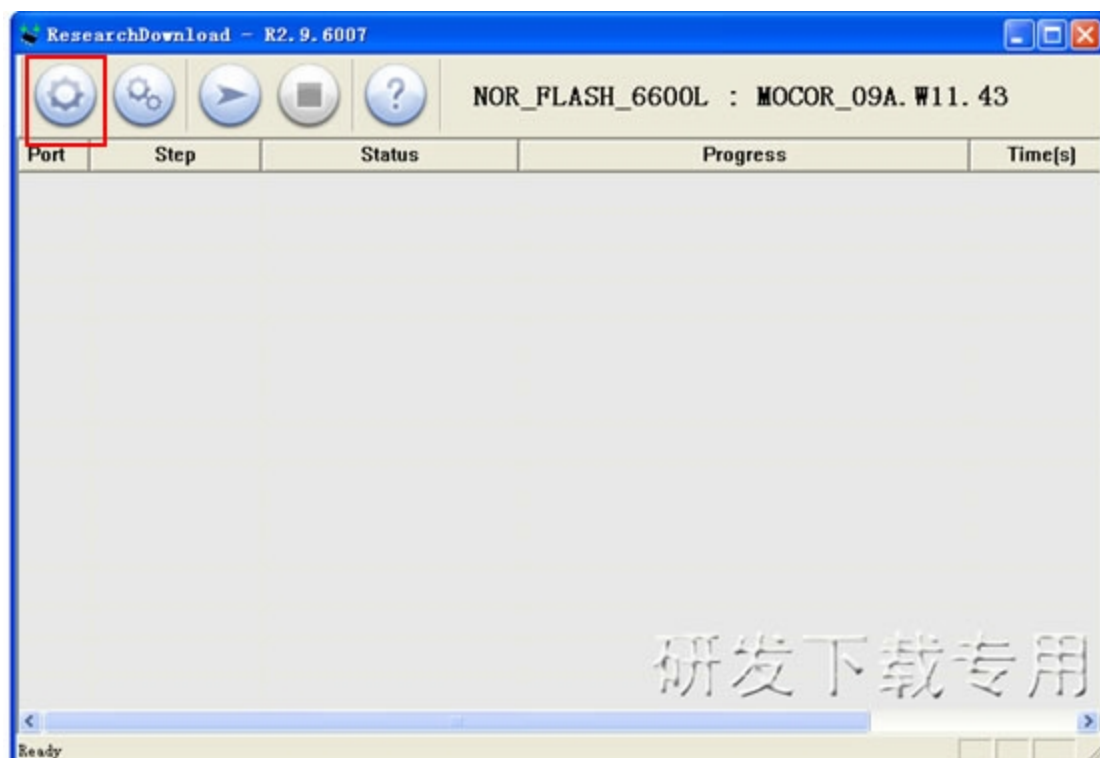 ResearchDownload - R2.9.6007
NOR_FLASH_6600L : MOCOR_09A.W11.43
Port Step Status Progress Time(s)
研发下载专用
Ready